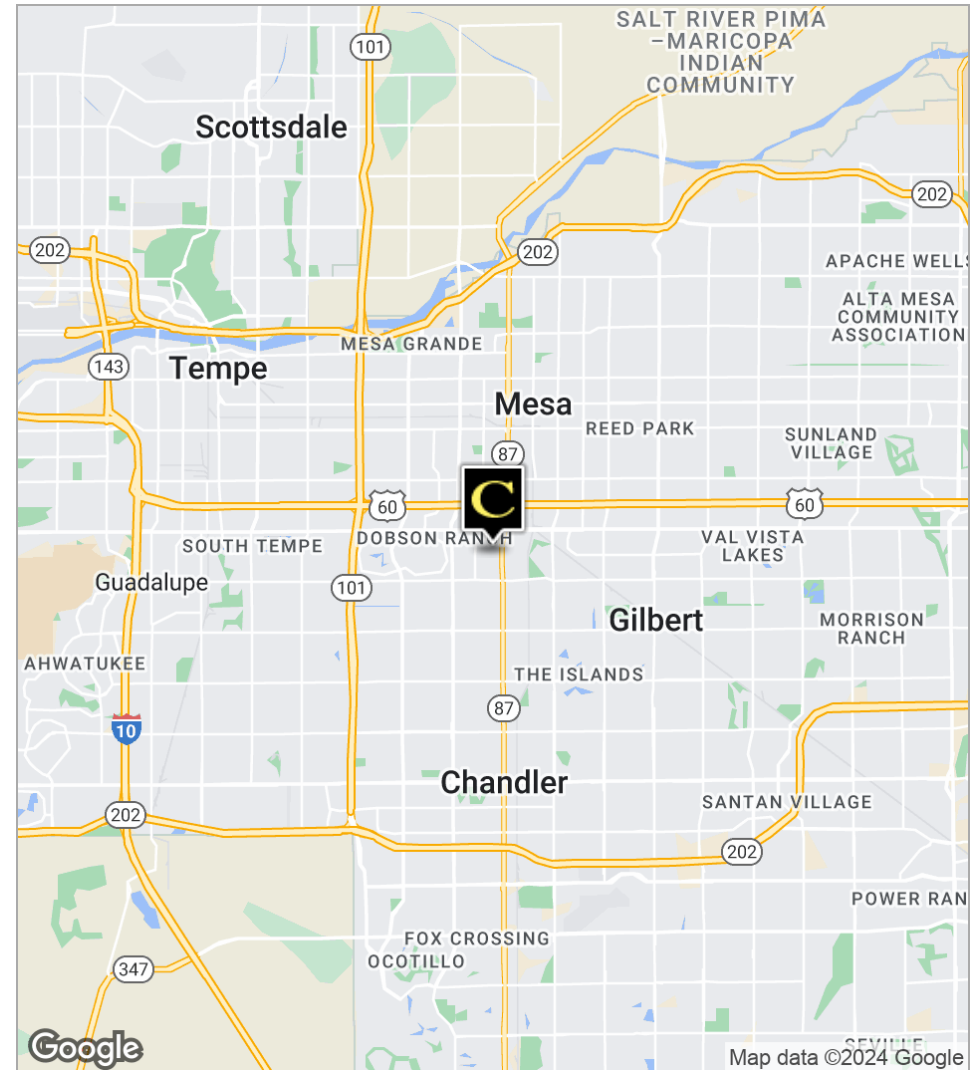 SALT RIVER PIMA
–MARICOPA
INDIAN
COMMUNITY
101
Scottsdale
202
202
202
APACHE WELLS
ALTA MESA
COMMUNITY
ASSOCIATION
MESA GRANDE
143
Tempe
Mesa
REED PARK
SUNLAND
VILLAGE
87
C
60
60
SOUTH TEMPE
DOBSON RANCH
VAL VISTA
LAKES
Guadalupe
101
Gilbert
MORRISON
RANCH
AHWATUKEE
THE ISLANDS
87
10
Chandler
SANTAN VILLAGE
202
202
POWER RAN
FOX CROSSING
OCOTILLO
347
SEVILLE
Google
Map data ©2024 Google